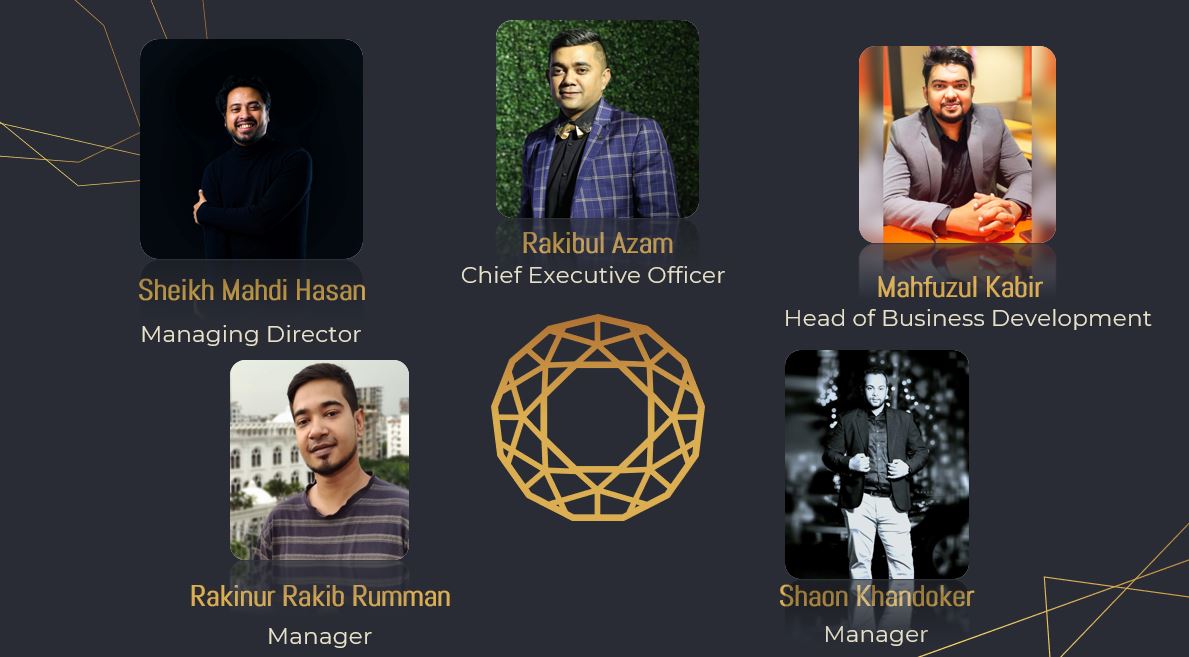 Rakibul Azam
Chief Executive Officer
Sheikh Mahdi Hasan
Managing Director
Mahfuzul Kabir
Head of Business Development
Rakinur Rakib Rumman
Manager
Shaon Khandoker
Manager